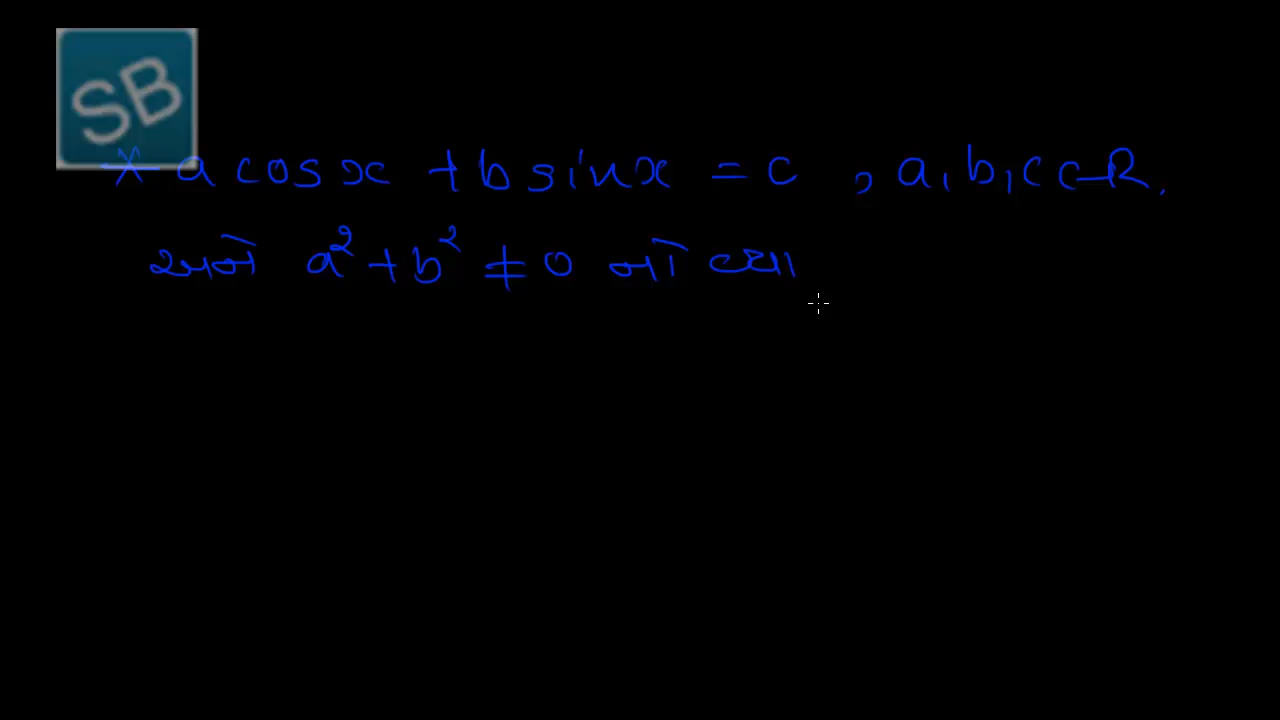 SB
* a cos x + b sin x = c , a, b, c ∈ R.
અને a² + b² ≠ 0 નો